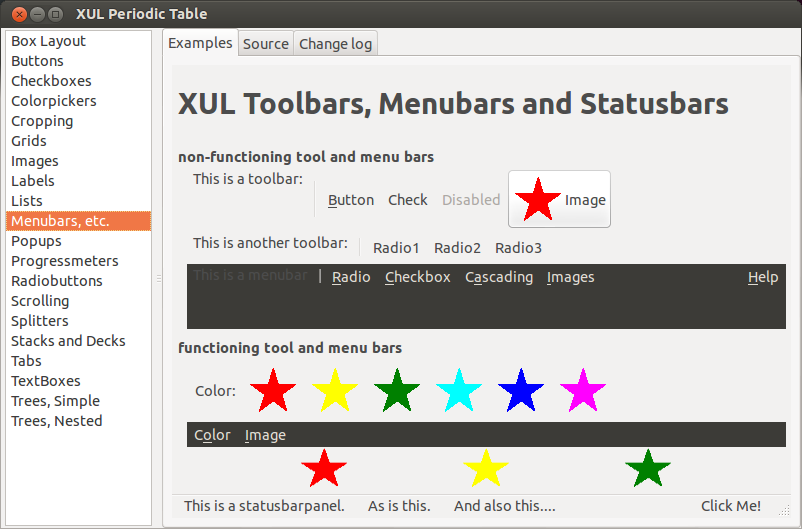 XUL Periodic Table
Box Layout
Buttons
Checkboxes
Colorpickers
Cropping
Grids
Images
Labels
Lists
Menubars, etc.
Popups
Progressmeters
Radiobuttons
Scrolling
Splitters
Stacks and Decks
Tabs
TextBoxes
Trees, Simple
Trees, Nested
Examples Source Change log
XUL Toolbars, Menubars and Statusbars
non-functioning tool and menu bars
This is a toolbar: Button Check Disabled Image
This is another toolbar: Radio1 Radio2 Radio3
This is a menubar | Radio Checkbox Cascading Images Help
functioning tool and menu bars
Color:
Color Image
This is a statusbarpanel. As is this. And also this.... Click Me!